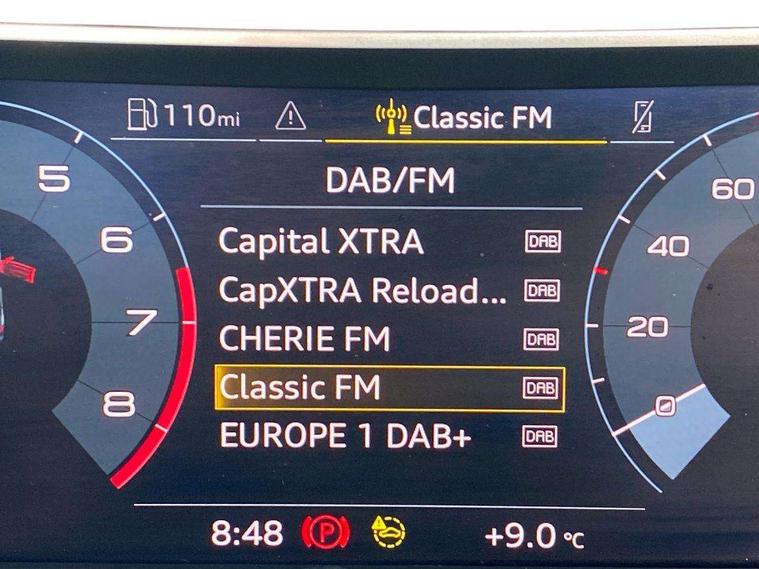 110mi
Classic FM
DAB/FM
Capital XTRA DAB
CapXTRA Reload... DAB
CHERIE FM DAB
Classic FM DAB
EUROPE 1 DAB+ DAB
5
6
7
8
60
40
20
0
8:48 P +9.0 °C